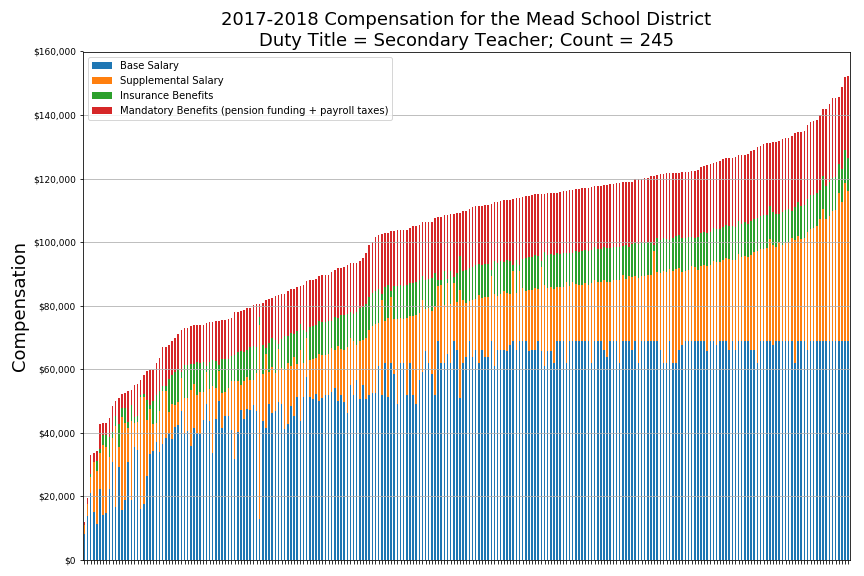 2017-2018 Compensation for the Mead School District
Duty Title = Secondary Teacher; Count = 245
$160,000
$140,000
$120,000
$100,000
$80,000
$60,000
$40,000
$20,000
$0
Compensation
Base Salary
Supplemental Salary
Insurance Benefits
Mandatory Benefits (pension funding + payroll taxes)